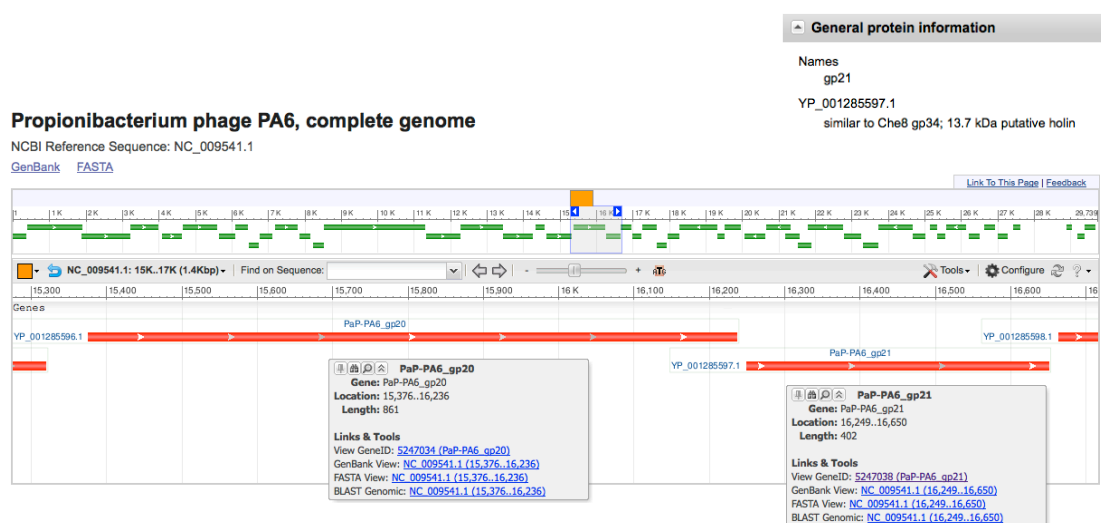 General protein information
Names
gp21
YP_001285597.1
similar to Che8 gp34; 13.7 kDa putative holin
Propionibacterium phage PA6, complete genome
NCBI Reference Sequence: NC_009541.1
GenBank FASTA
Link To This Page | Feedback
1 1 K 2 K 3 K 4 K 5 K 6 K 7 K 8 K 9 K 10 K 11 K 12 K 13 K 14 K 15 16 K 17 K 18 K 19 K 20 K 21 K 22 K 23 K 24 K 25 K 26 K 27 K 28 K 29,739
NC_009541.1: 15K..17K (1.4Kbp) Find on Sequence: - + ATG Tools Configure ?
15,300 15,400 15,500 15,600 15,700 15,800 15,900 16 K 16,100 16,200 16,300 16,400 16,500 16,600 16
Genes
PaP-PA6_gp20
YP_001285596.1 YP_001285598.1
PaP-PA6_gp21
YP_001285597.1
PaP-PA6_gp20
Gene: PaP-PA6_gp20
Location: 15,376..16,236
Length: 861
Links & Tools
View GeneID: 5247034 (PaP-PA6_gp20)
GenBank View: NC_009541.1 (15,376..16,236)
FASTA View: NC_009541.1 (15,376..16,236)
BLAST Genomic: NC_009541.1 (15,376..16,236)
PaP-PA6_gp21
Gene: PaP-PA6_gp21
Location: 16,249..16,650
Length: 402
Links & Tools
View GeneID: 5247038 (PaP-PA6_gp21)
GenBank View: NC_009541.1 (16,249..16,650)
FASTA View: NC_009541.1 (16,249..16,650)
BLAST Genomic: NC_009541.1 (16,249..16,650)